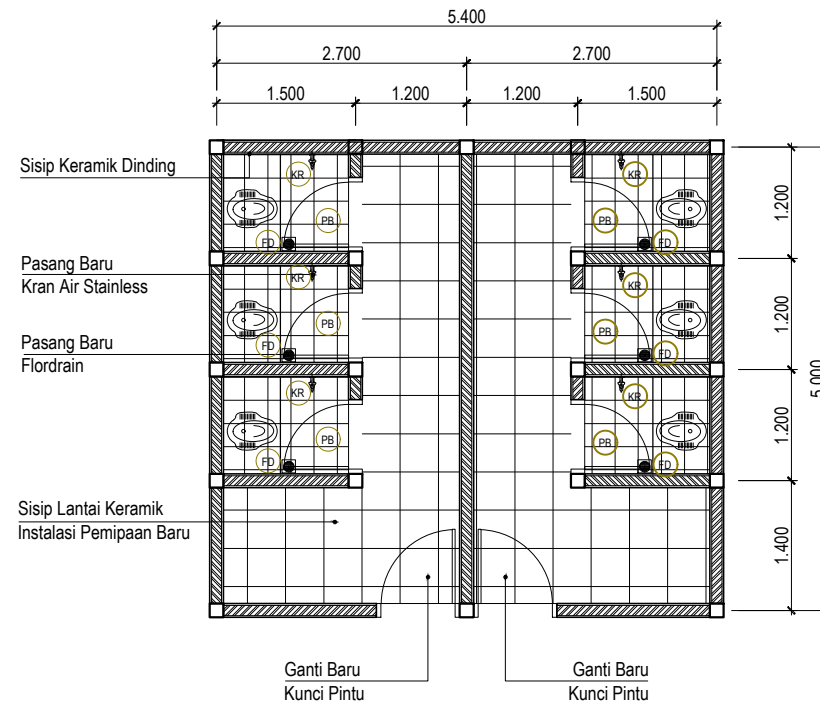 5.400
2.700
2.700
1.500
1.200
1.200
1.500
Sisip Keramik Dinding
KR
KR
PB
PB
FD
FD
1.200
Pasang Baru
Kran Air Stainless
KR
KR
PB
PB
FD
FD
1.200
Pasang Baru
Flordrain
5.000
KR
KR
PB
PB
FD
FD
1.200
Sisip Lantai Keramik
Instalasi Pemipaan Baru
1.400
Ganti Baru
Kunci Pintu
Ganti Baru
Kunci Pintu